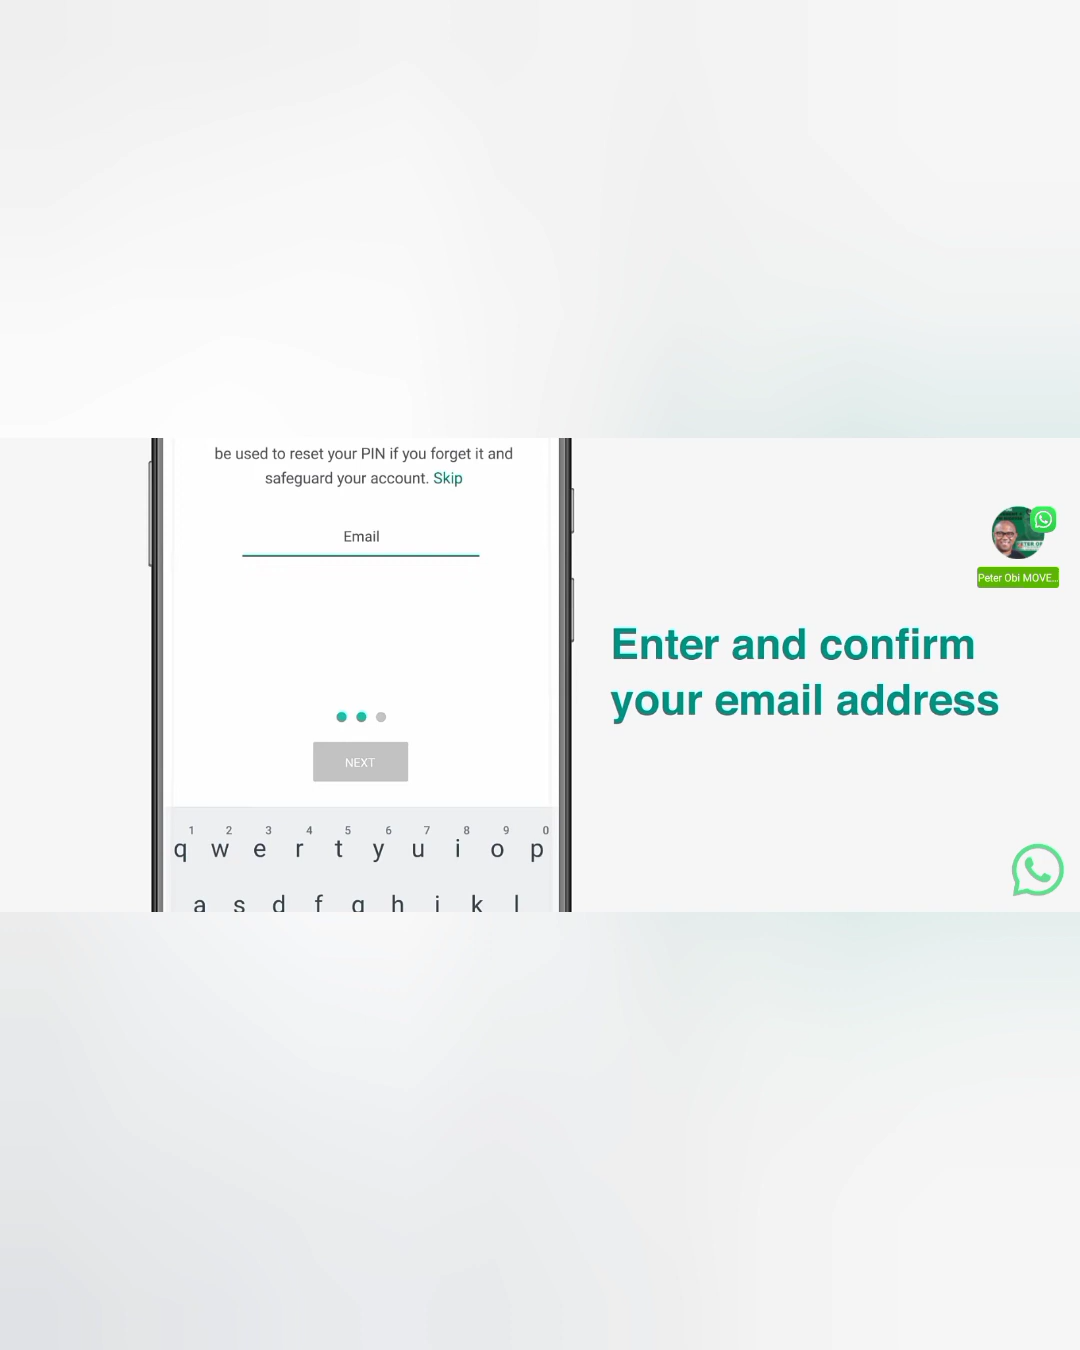 be used to reset your PIN if you forget it and
safeguard your account. Skip
Email
NEXT
1 2 3 4 5 6 7 8 9 0
q w e r t y u i o p
a s d f g h j k l
Peter Obi MOVE...
Enter and confirm
your email address